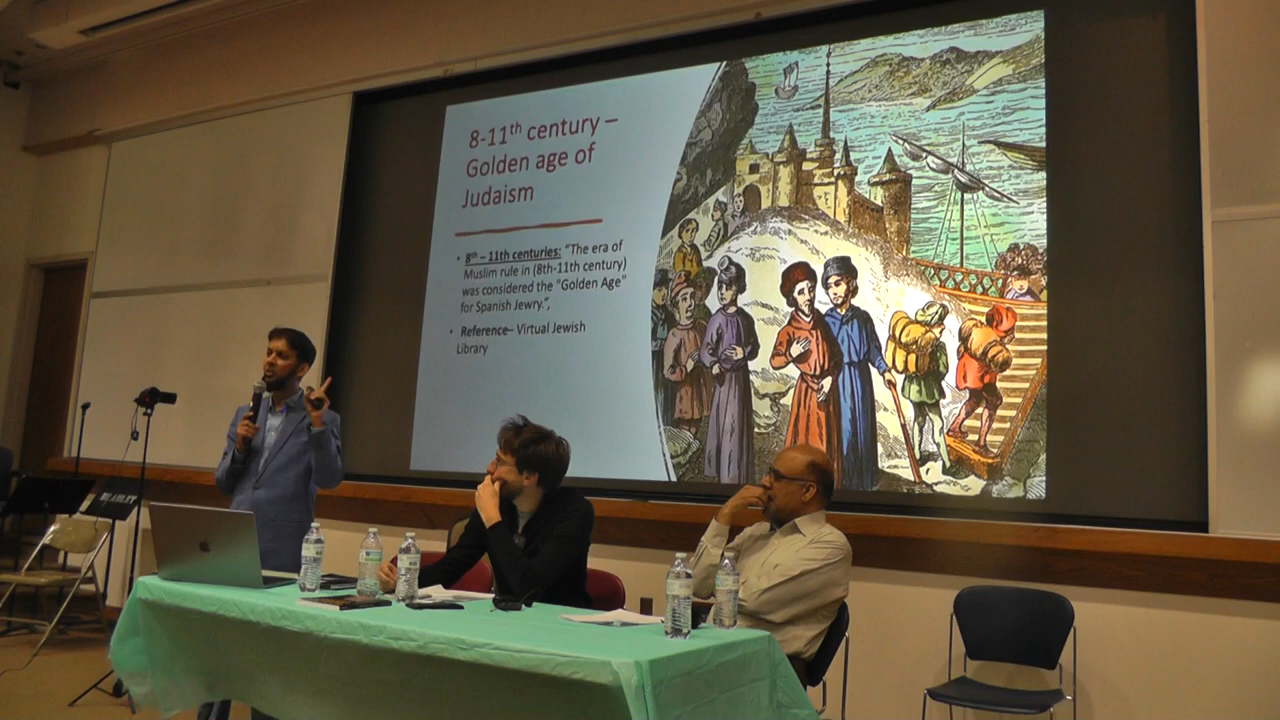 8-11th century –
Golden age of
Judaism
• 8th – 11th centuries: “The era of
Muslim rule in (8th-11th century)
was considered the "Golden Age"
for Spanish Jewry.”,
• Reference– Virtual Jewish
Library